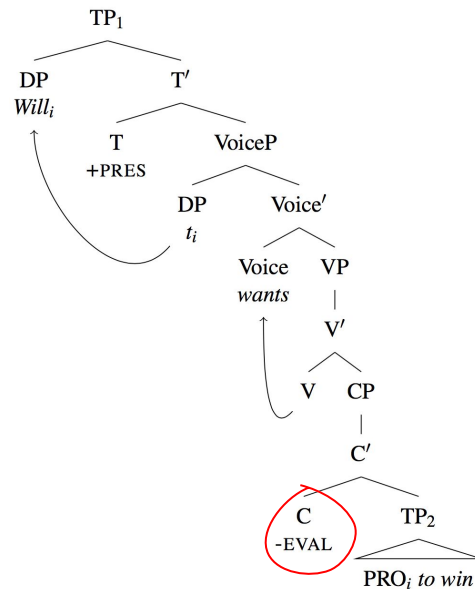 TP₁
DP T′
Willᵢ
T VoiceP
+PRES
DP Voice′
tᵢ
Voice VP
wants
V′
V CP
C′
C TP₂
-EVAL
PROᵢ to win